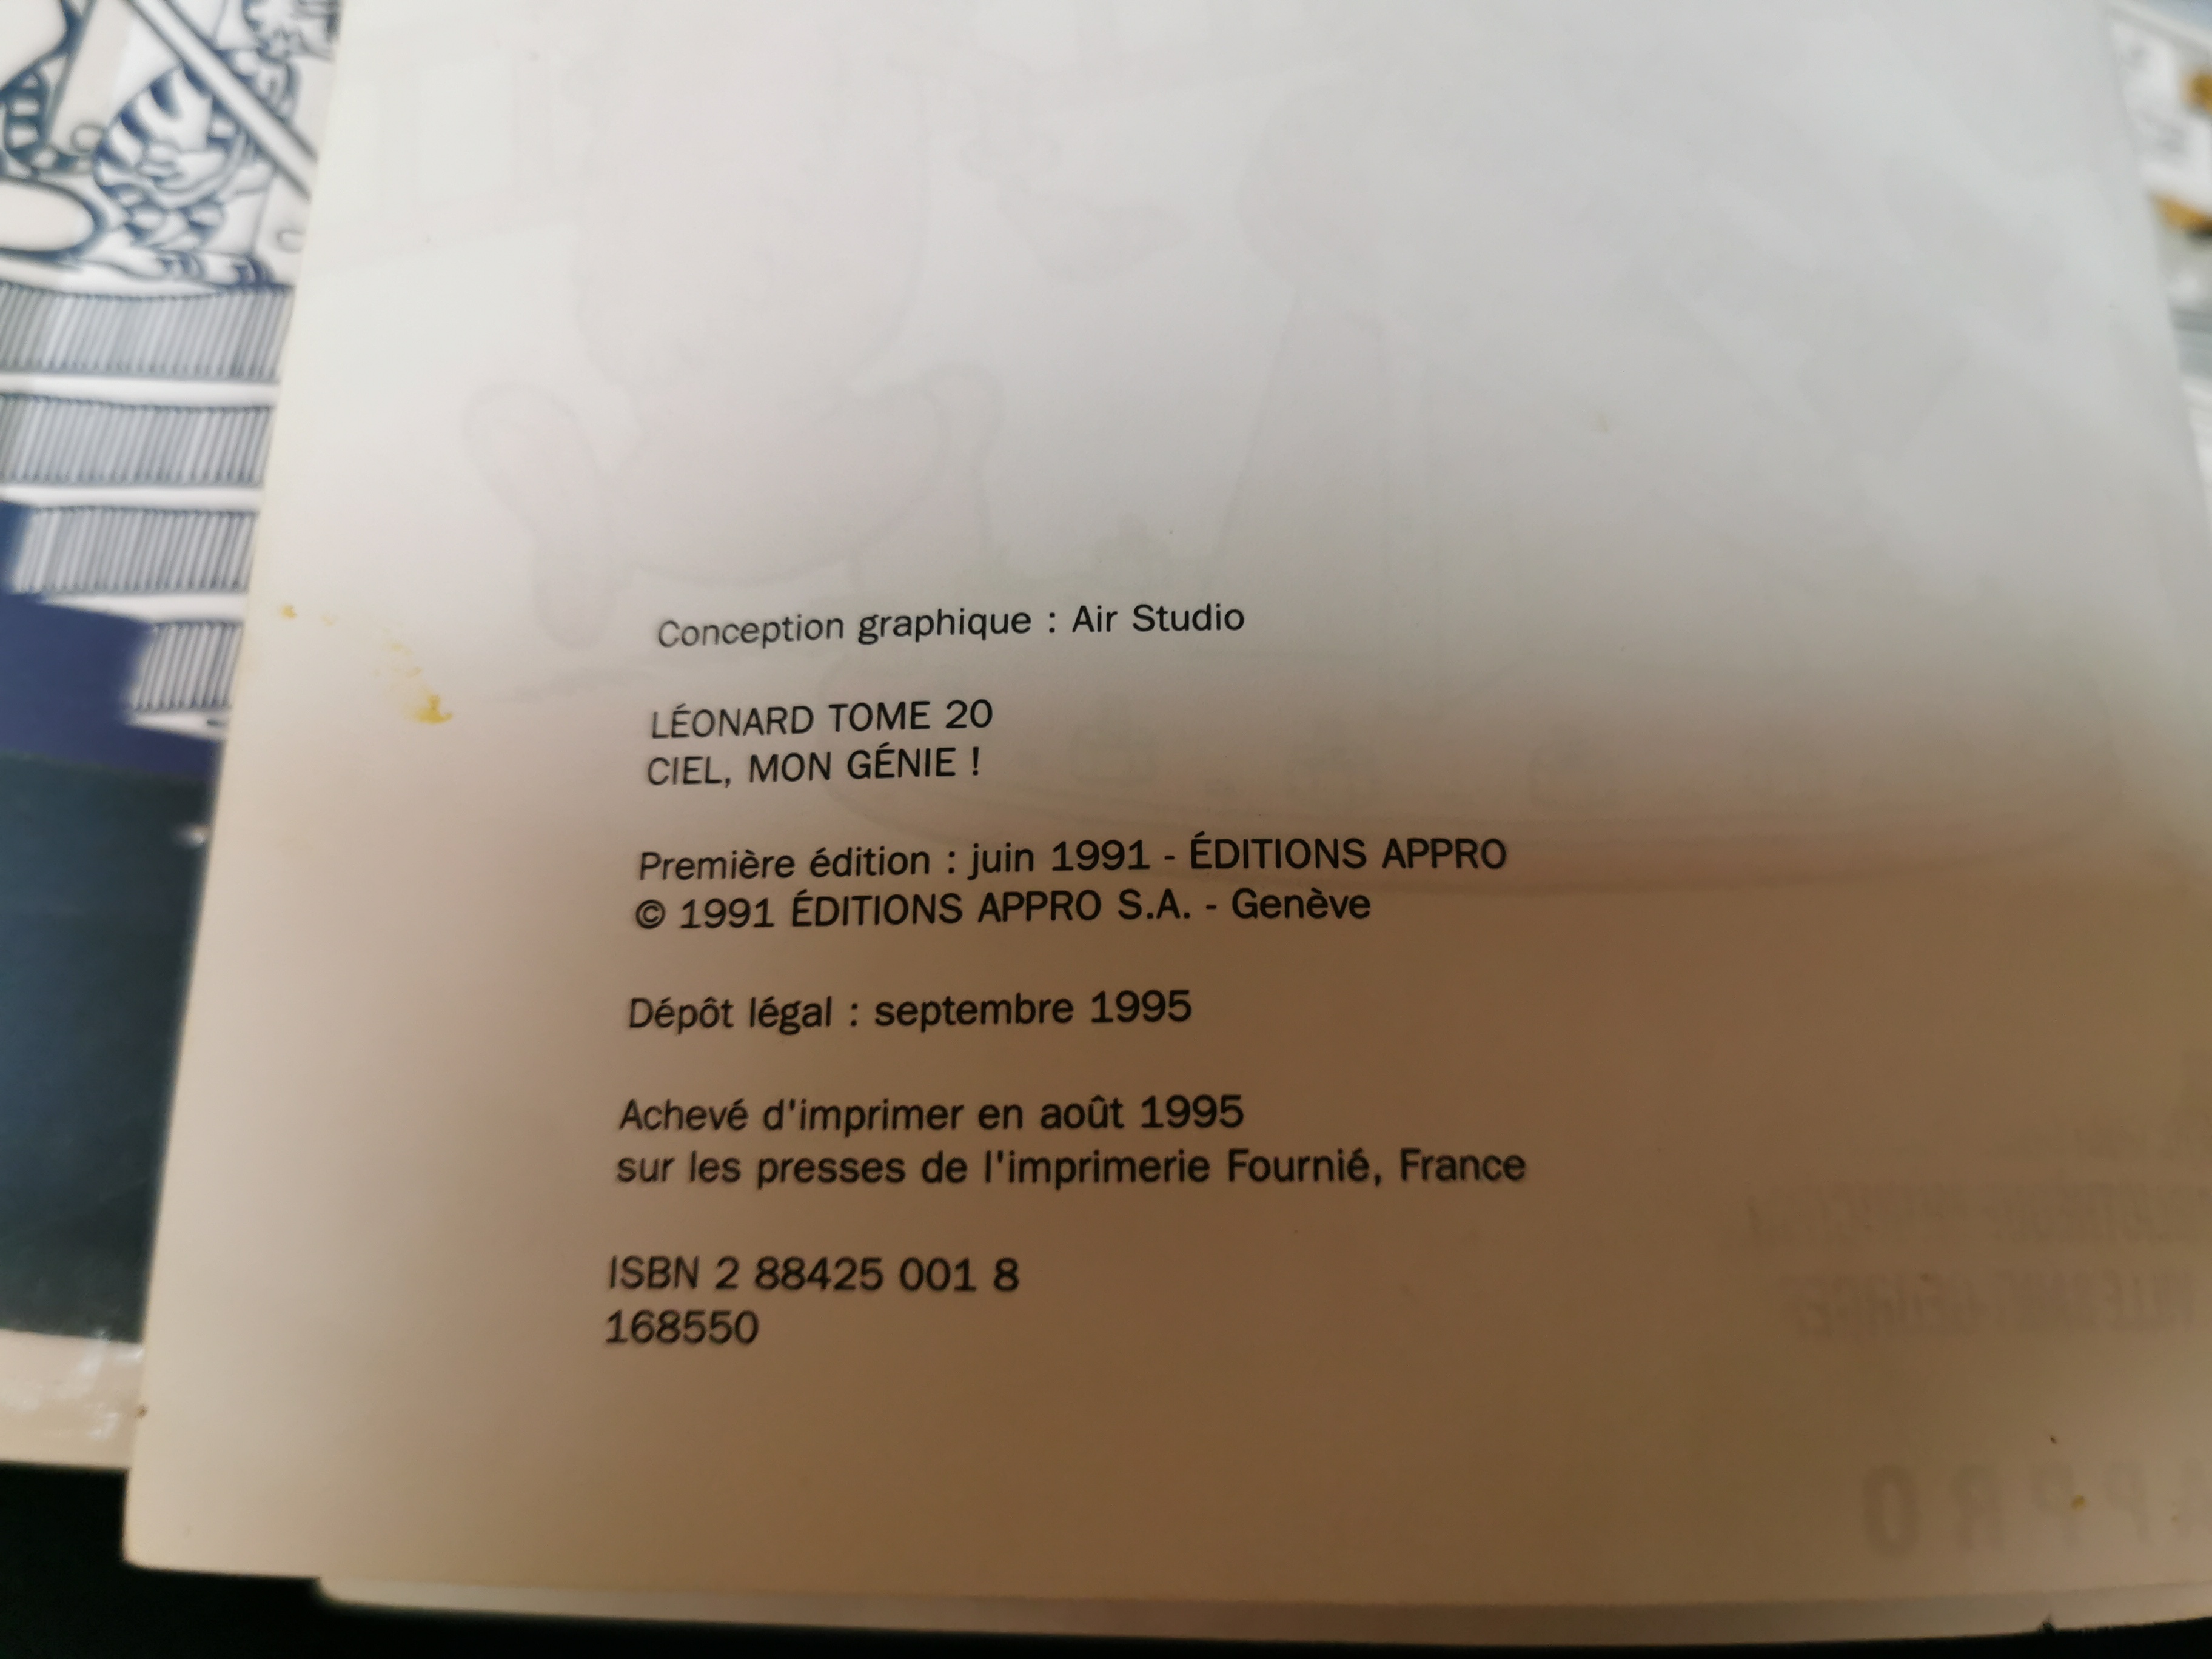 Conception graphique : Air Studio
LÉONARD TOME 20
CIEL, MON GÉNIE !
Première édition : juin 1991 - ÉDITIONS APPRO
© 1991 ÉDITIONS APPRO S.A. - Genève
Dépôt légal : septembre 1995
Achevé d'imprimer en août 1995
sur les presses de l'imprimerie Fournié, France
ISBN 2 88425 001 8
168550